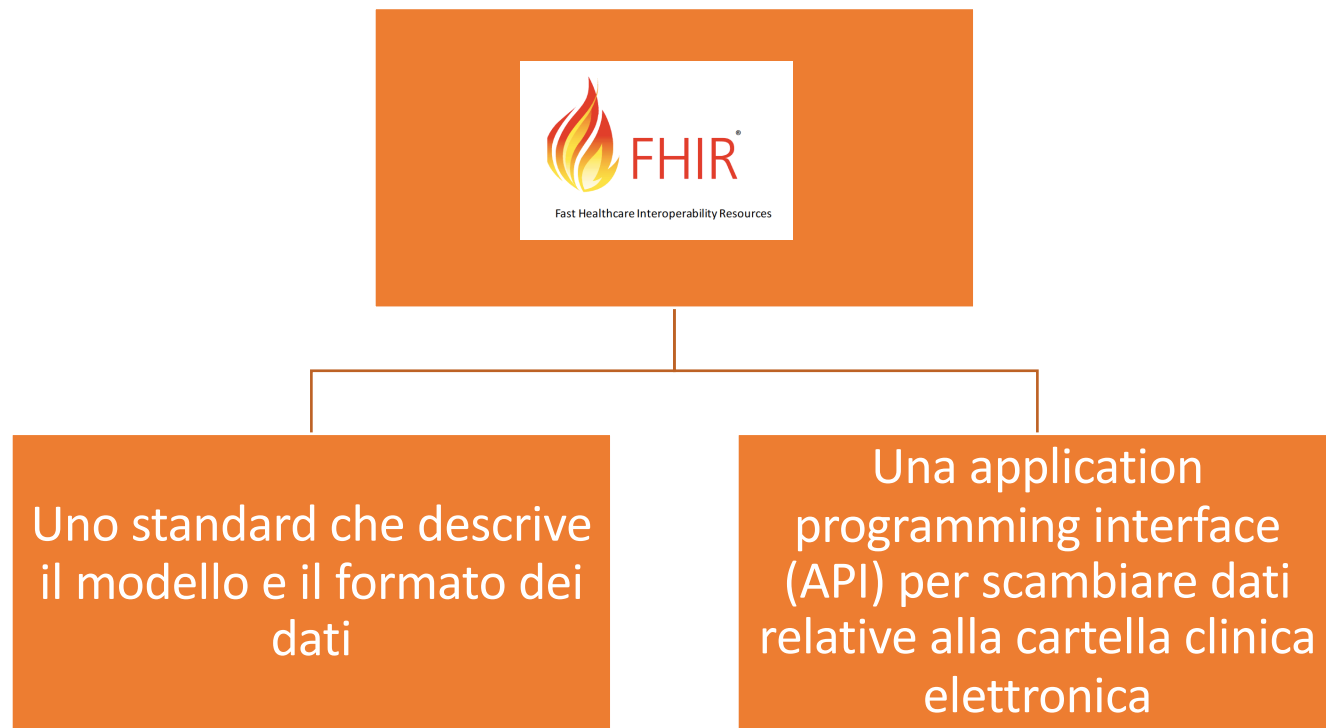 FHIR®
Fast Healthcare Interoperability Resources
Uno standard che descrive
il modello e il formato dei
dati
Una application
programming interface
(API) per scambiare dati
relative alla cartella clinica
elettronica